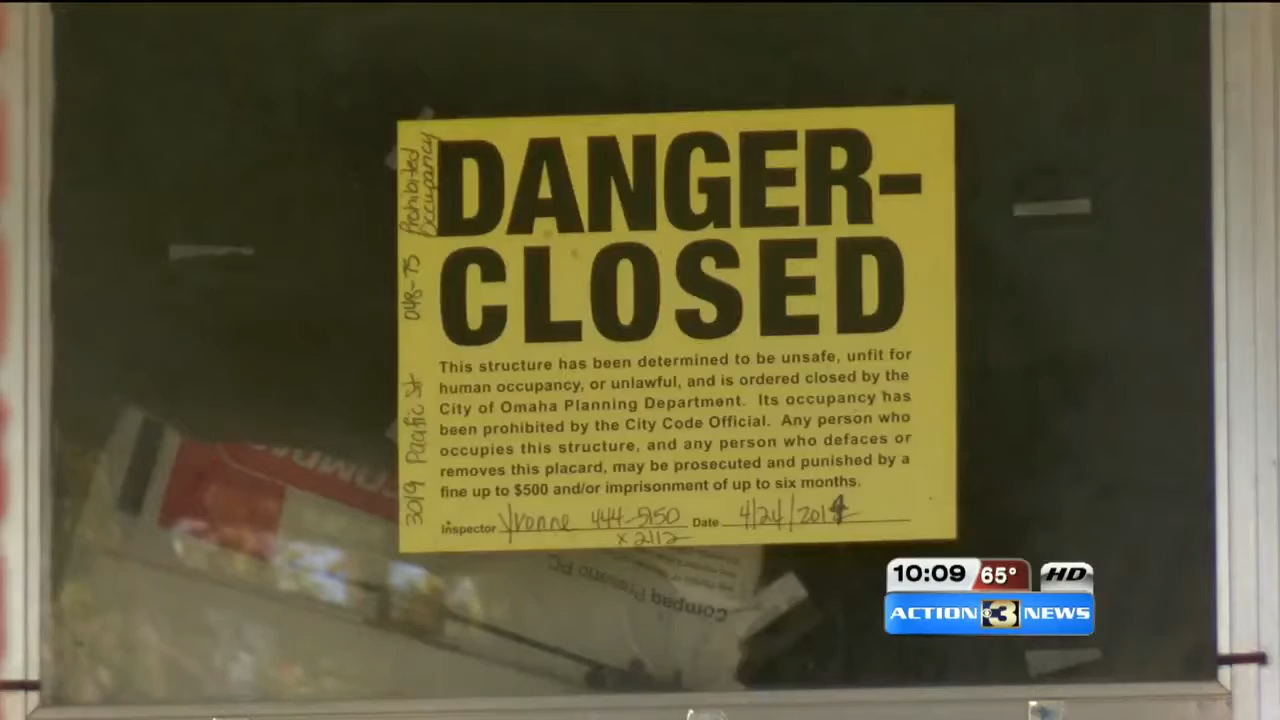 DANGER-
CLOSED
This structure has been determined to be unsafe, unfit for
human occupancy, or unlawful, and is ordered closed by the
City of Omaha Planning Department. Its occupancy has
been prohibited by the City Code Official. Any person who
occupies this structure, and any person who defaces or
removes this placard, may be prosecuted and punished by a
fine up to $500 and/or imprisonment of up to six months.
Inspector Yvonne 444-5150 Date 4/24/2014
x 2112
3019 Pacific St 048-75 Prohibited
Occupancy
Compaq Presario PC
10:09 65° HD
ACTION 3 NEWS